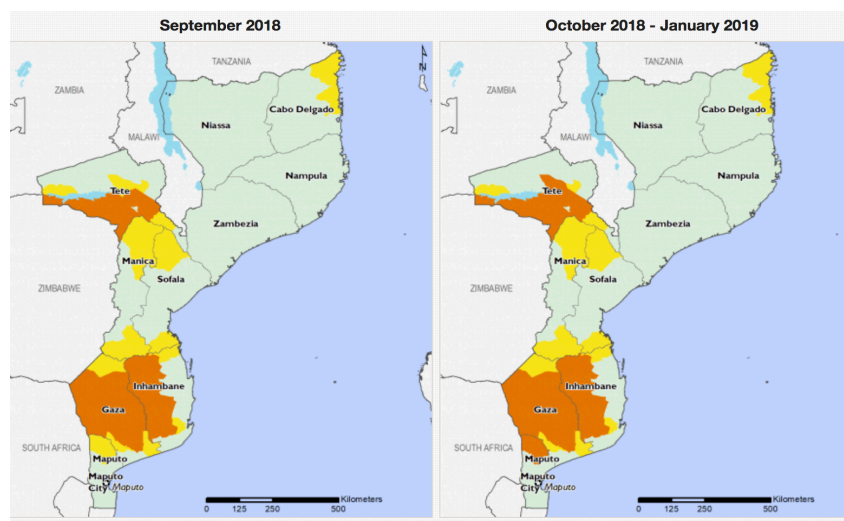 September 2018
TANZANIA
ZAMBIA
Cabo Delgado
Niassa
MALAWI
Nampula
Tete
Zambezia
Manica
Sofala
ZIMBABWE
Inhambane
Gaza
SOUTH AFRICA
Maputo
Maputo
City
Maputo
Kilometers
0 125 250 500
October 2018 - January 2019
TANZANIA
ZAMBIA
Cabo Delgado
Niassa
MALAWI
Nampula
Tete
Zambezia
Manica
Sofala
ZIMBABWE
Inhambane
Gaza
SOUTH AFRICA
Maputo
Maputo
City
Maputo
Kilometers
0 125 250 500